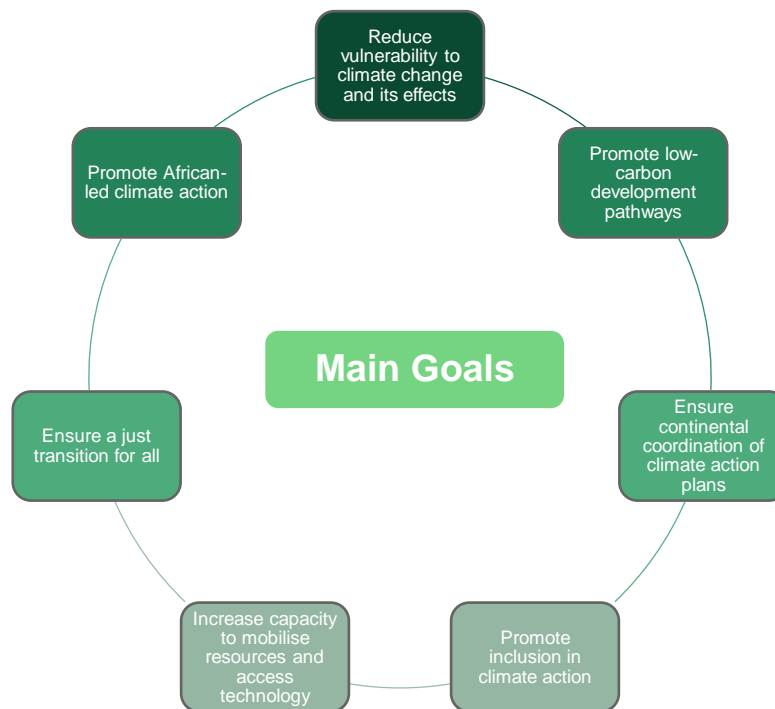 Reduce
vulnerability to
climate change
and its effects
Promote low-
carbon
development
pathways
Ensure
continental
coordination of
climate action
plans
Promote
inclusion in
climate action
Increase capacity
to mobilise
resources and
access
technology
Ensure a just
transition for all
Promote African-
led climate action
Main Goals